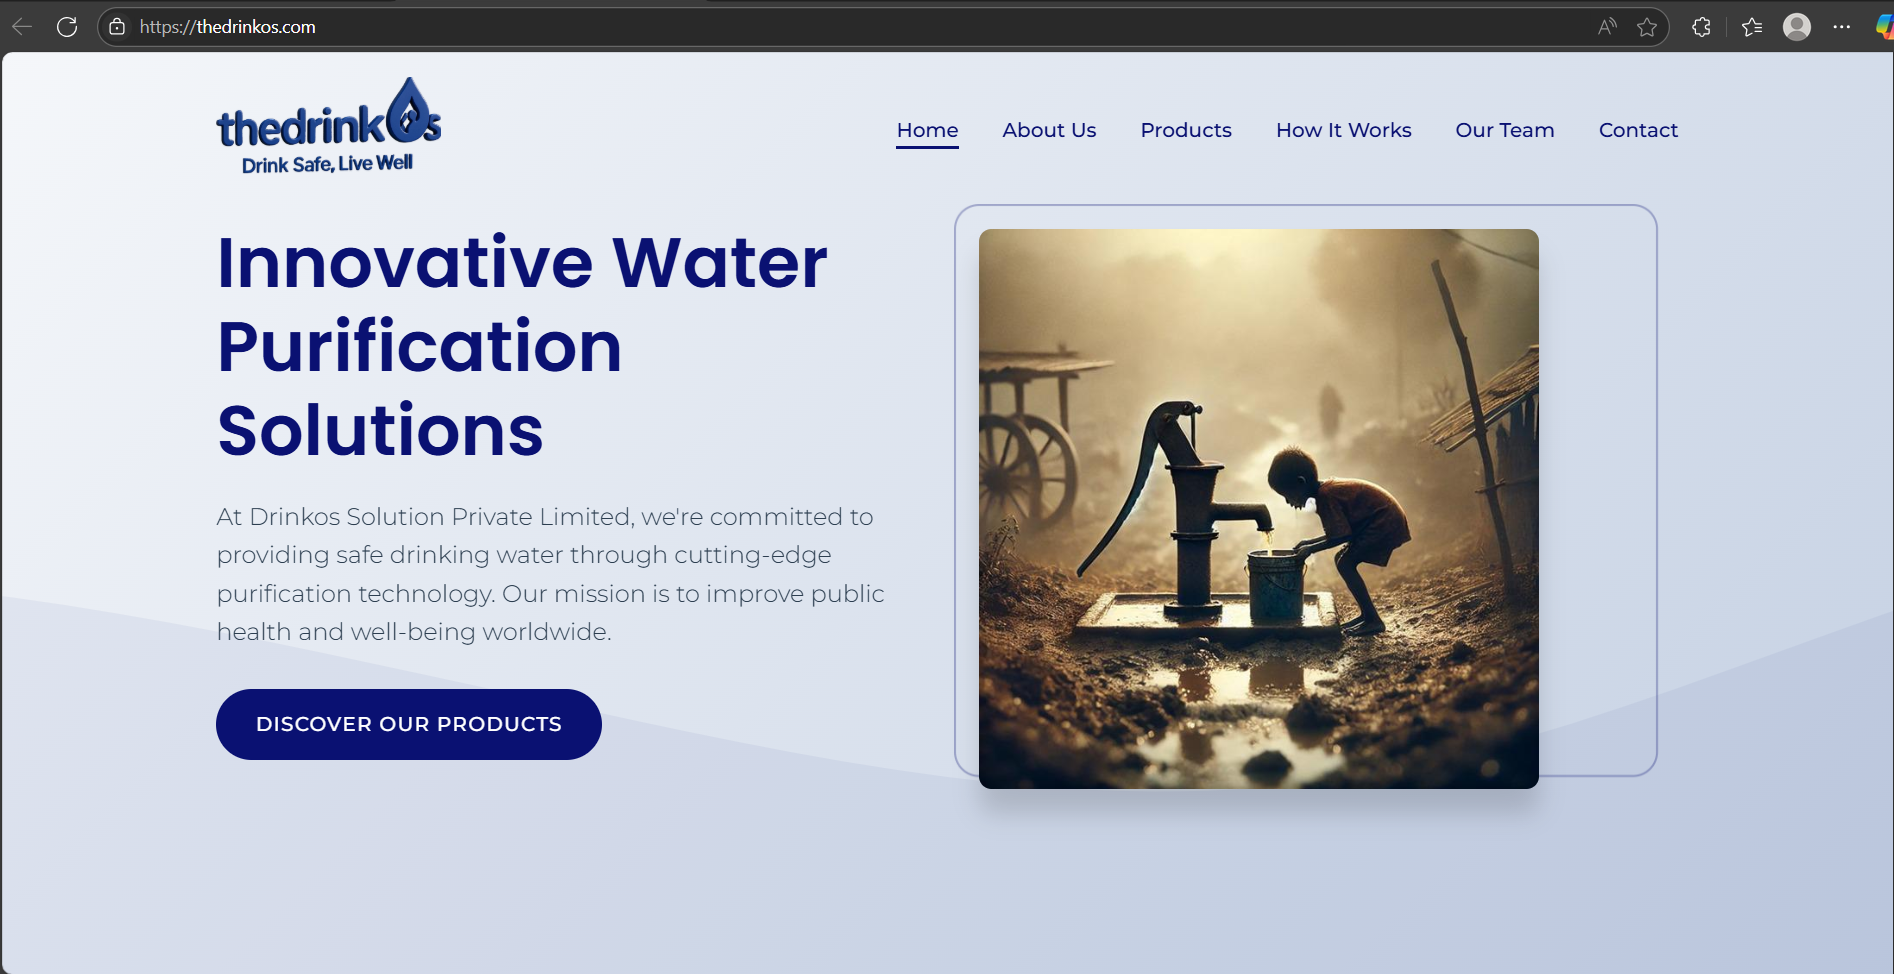 https://thedrinkos.com
thedrinkos
Drink Safe, Live Well
Home About Us Products How It Works Our Team Contact
Innovative Water
Purification
Solutions
At Drinkos Solution Private Limited, we're committed to
providing safe drinking water through cutting-edge
purification technology. Our mission is to improve public
health and well-being worldwide.
DISCOVER OUR PRODUCTS